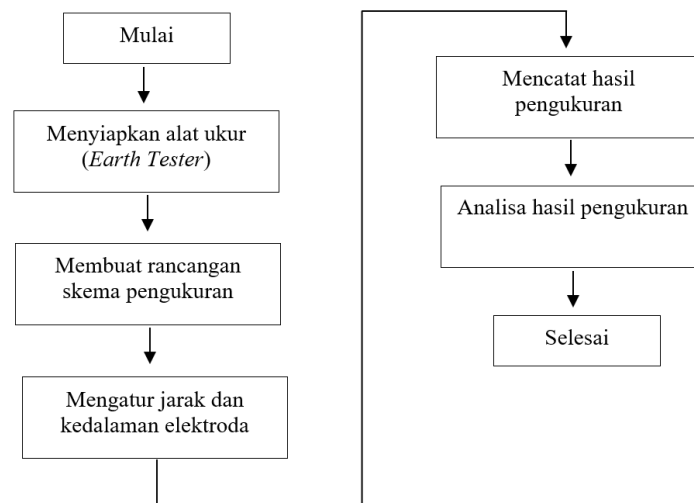 Mulai
Menyiapkan alat ukur
(Earth Tester)
Membuat rancangan
skema pengukuran
Mengatur jarak dan
kedalaman elektroda
Mencatat hasil
pengukuran
Analisa hasil pengukuran
Selesai